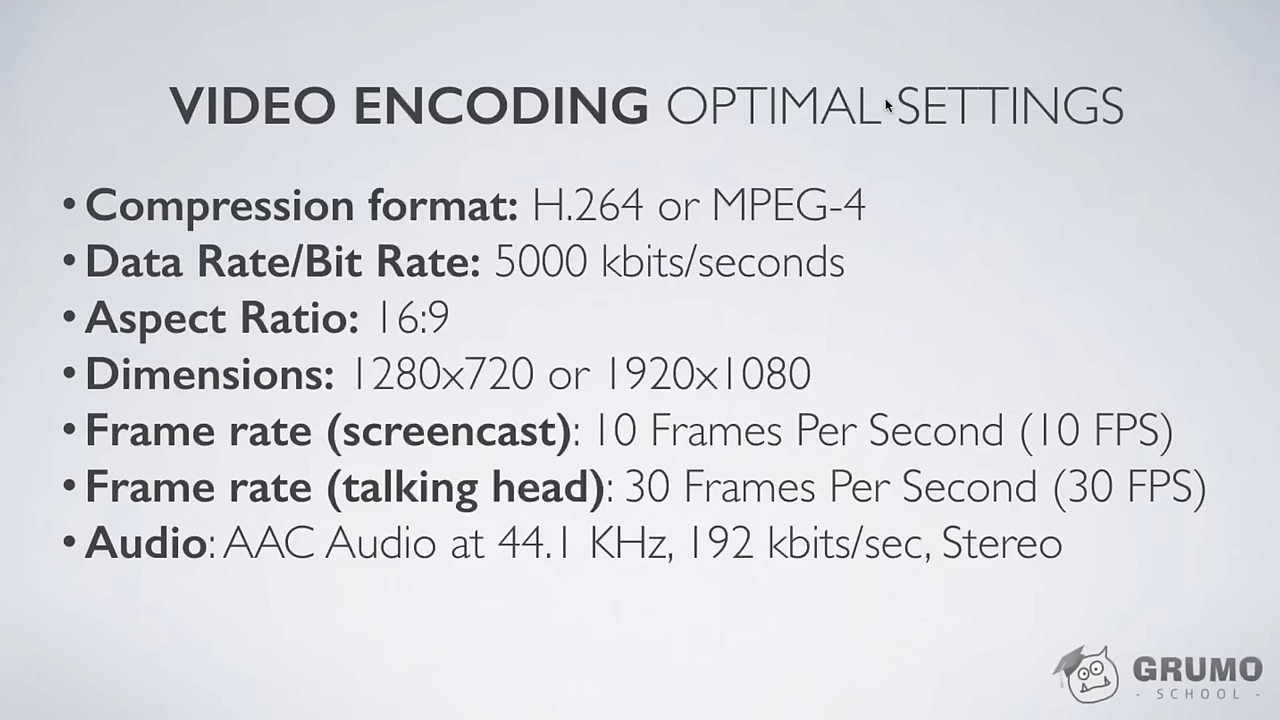 VIDEO ENCODING OPTIMAL SETTINGS
• Compression format: H.264 or MPEG-4
• Data Rate/Bit Rate: 5000 kbits/seconds
• Aspect Ratio: 16:9
• Dimensions: 1280x720 or 1920x1080
• Frame rate (screencast): 10 Frames Per Second (10 FPS)
• Frame rate (talking head): 30 Frames Per Second (30 FPS)
• Audio: AAC Audio at 44.1 KHz, 192 kbits/sec, Stereo
GRUMO
- SCHOOL -